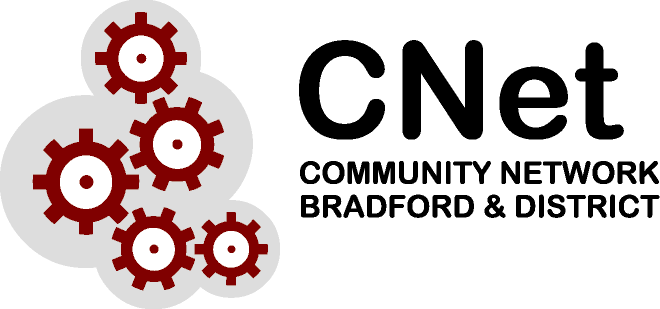 CNet
COMMUNITY NETWORK
BRADFORD & DISTRICT